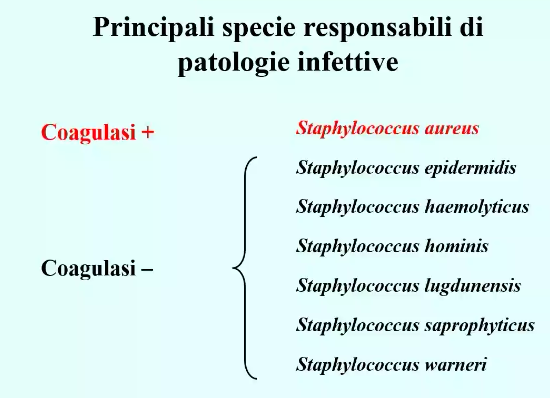 Principali specie responsabili di
patologie infettive
Coagulasi +
Staphylococcus aureus
Staphylococcus epidermidis
Staphylococcus haemolyticus
Staphylococcus hominis
Coagulasi –
Staphylococcus lugdunensis
Staphylococcus saprophyticus
Staphylococcus warneri